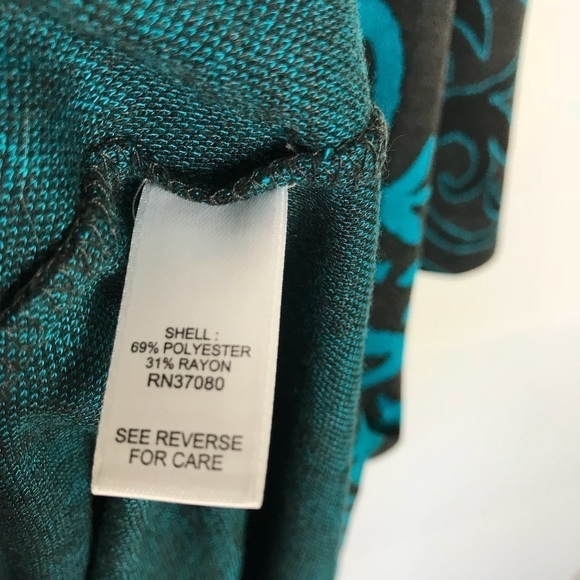 SHELL :
69% POLYESTER
31% RAYON
RN37080
SEE REVERSE
FOR CARE